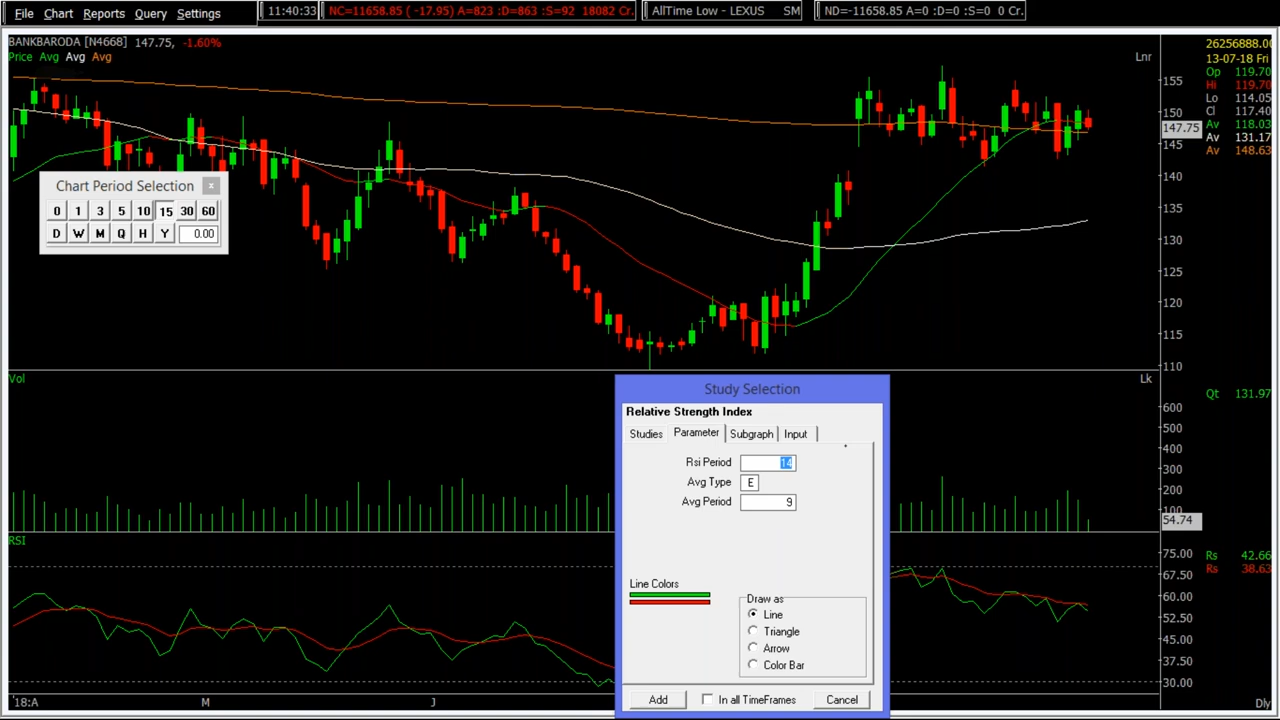 File Chart Reports Query Settings
11:40:33
NC=11658.85 ( -17.95) A=823 :D=863 :S=92 18082 Cr.
AllTime Low - LEXUS SM
ND=-11658.85 A=0 :D=0 :S=0 0 Cr.
BANKBARODA [N4668] 147.75, -1.60%
Price Avg Avg Avg
Lnr
26256888.00
13-07-18 Fri
Op 119.70
Hi 119.70
Lo 114.05
Cl 117.40
Av 118.03
Av 131.17
Av 148.63
155
150
147.75
145
140
135
130
125
120
115
110
Chart Period Selection x
0 1 3 5 10 15 30 60
D W M Q H Y 0.00
Vol
Lk
Qt 131.97
600
500
400
300
200
100
54.74
RSI
Rs 42.66
Rs 38.63
75.00
67.50
60.00
52.50
45.00
37.50
30.00
Study Selection
Relative Strength Index
Studies Parameter Subgraph Input
Rsi Period 14
Avg Type E
Avg Period 9
Line Colors
Draw as
Line
Triangle
Arrow
Color Bar
Add In all TimeFrames Cancel
'18:A M J
Dly